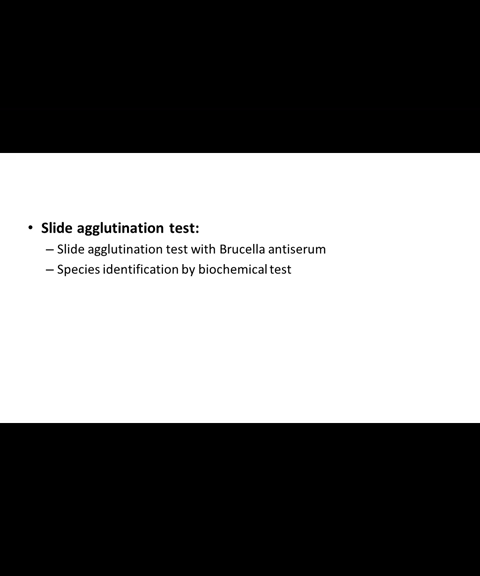 • Slide agglutination test:
– Slide agglutination test with Brucella antiserum
– Species identification by biochemical test